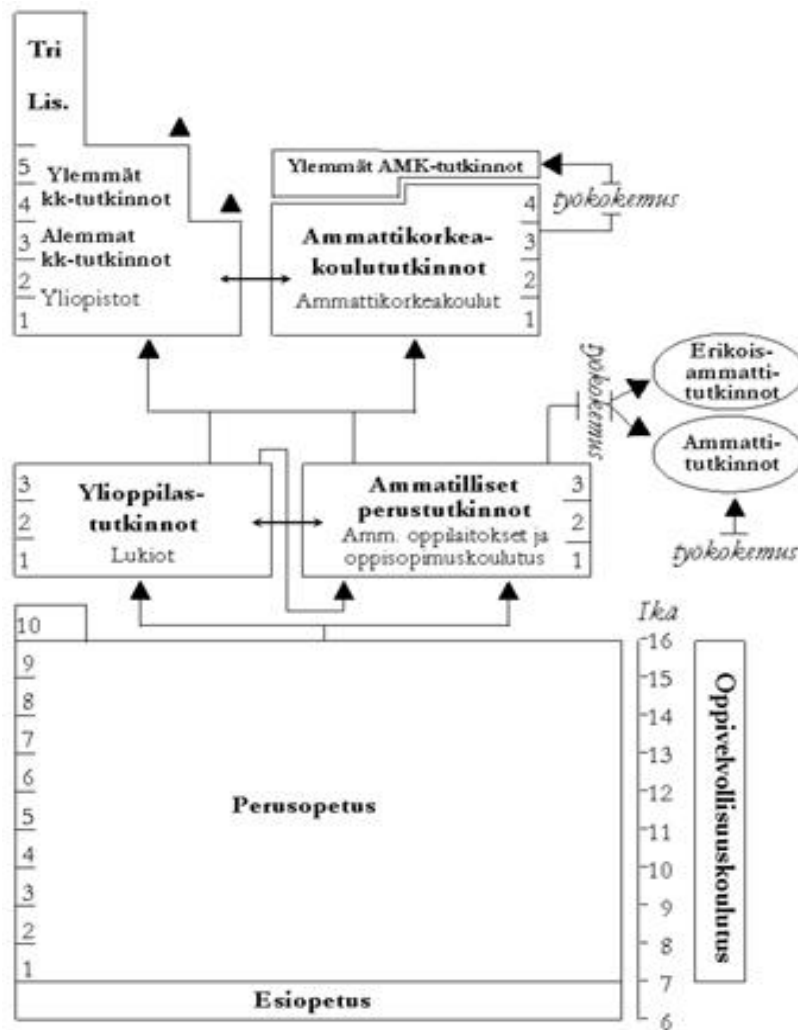 Tri
Lis.
5
4
3
2
1
Ylemmät
kk-tutkinnot
Alemmat
kk-tutkinnot
Yliopistot
Ylemmät AMK-tutkinnot
työkokemus
Ammattikorkea-
koulututkinnot
Ammattikorkeakoulut
4
3
2
1
työkokemus
Erikois-
ammatti-
tutkinnot
Ammatti-
tutkinnot
työkokemus
3
2
1
Ylioppilas-
tutkinnot
Lukiot
Ammatilliset
perustutkinnot
Amm. oppilaitokset ja
oppisopimuskoulutus
3
2
1
10
9
8
7
6
5
4
3
2
1
Perusopetus
Esiopetus
Ika
16
15
14
13
12
11
10
9
8
7
6
Oppivelvollisuuskoulutus